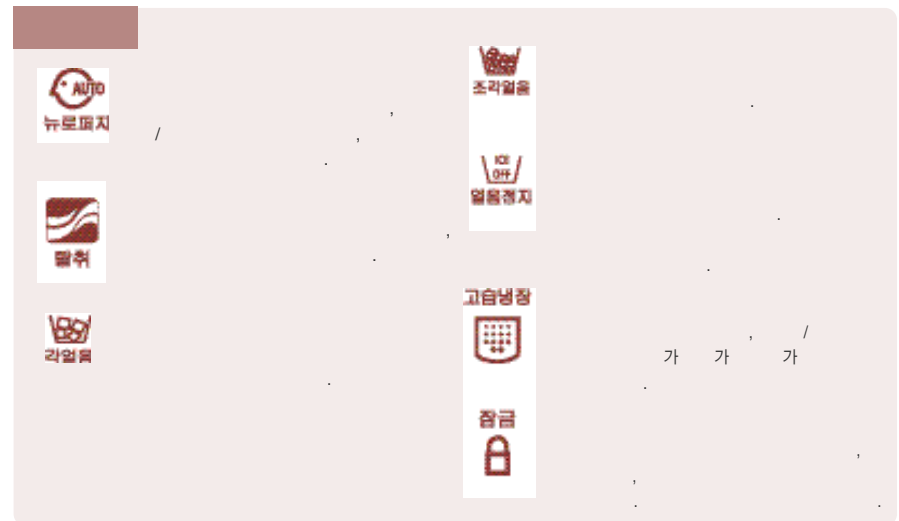 AUTO
뉴로퍼지
,
/ ,
.
탈취
,
.
각얼음
.
조각얼음
.
ICE
OFF
얼음정지
.
.
고습냉장
, /
가 가 가
.
잠금
,
,
. .